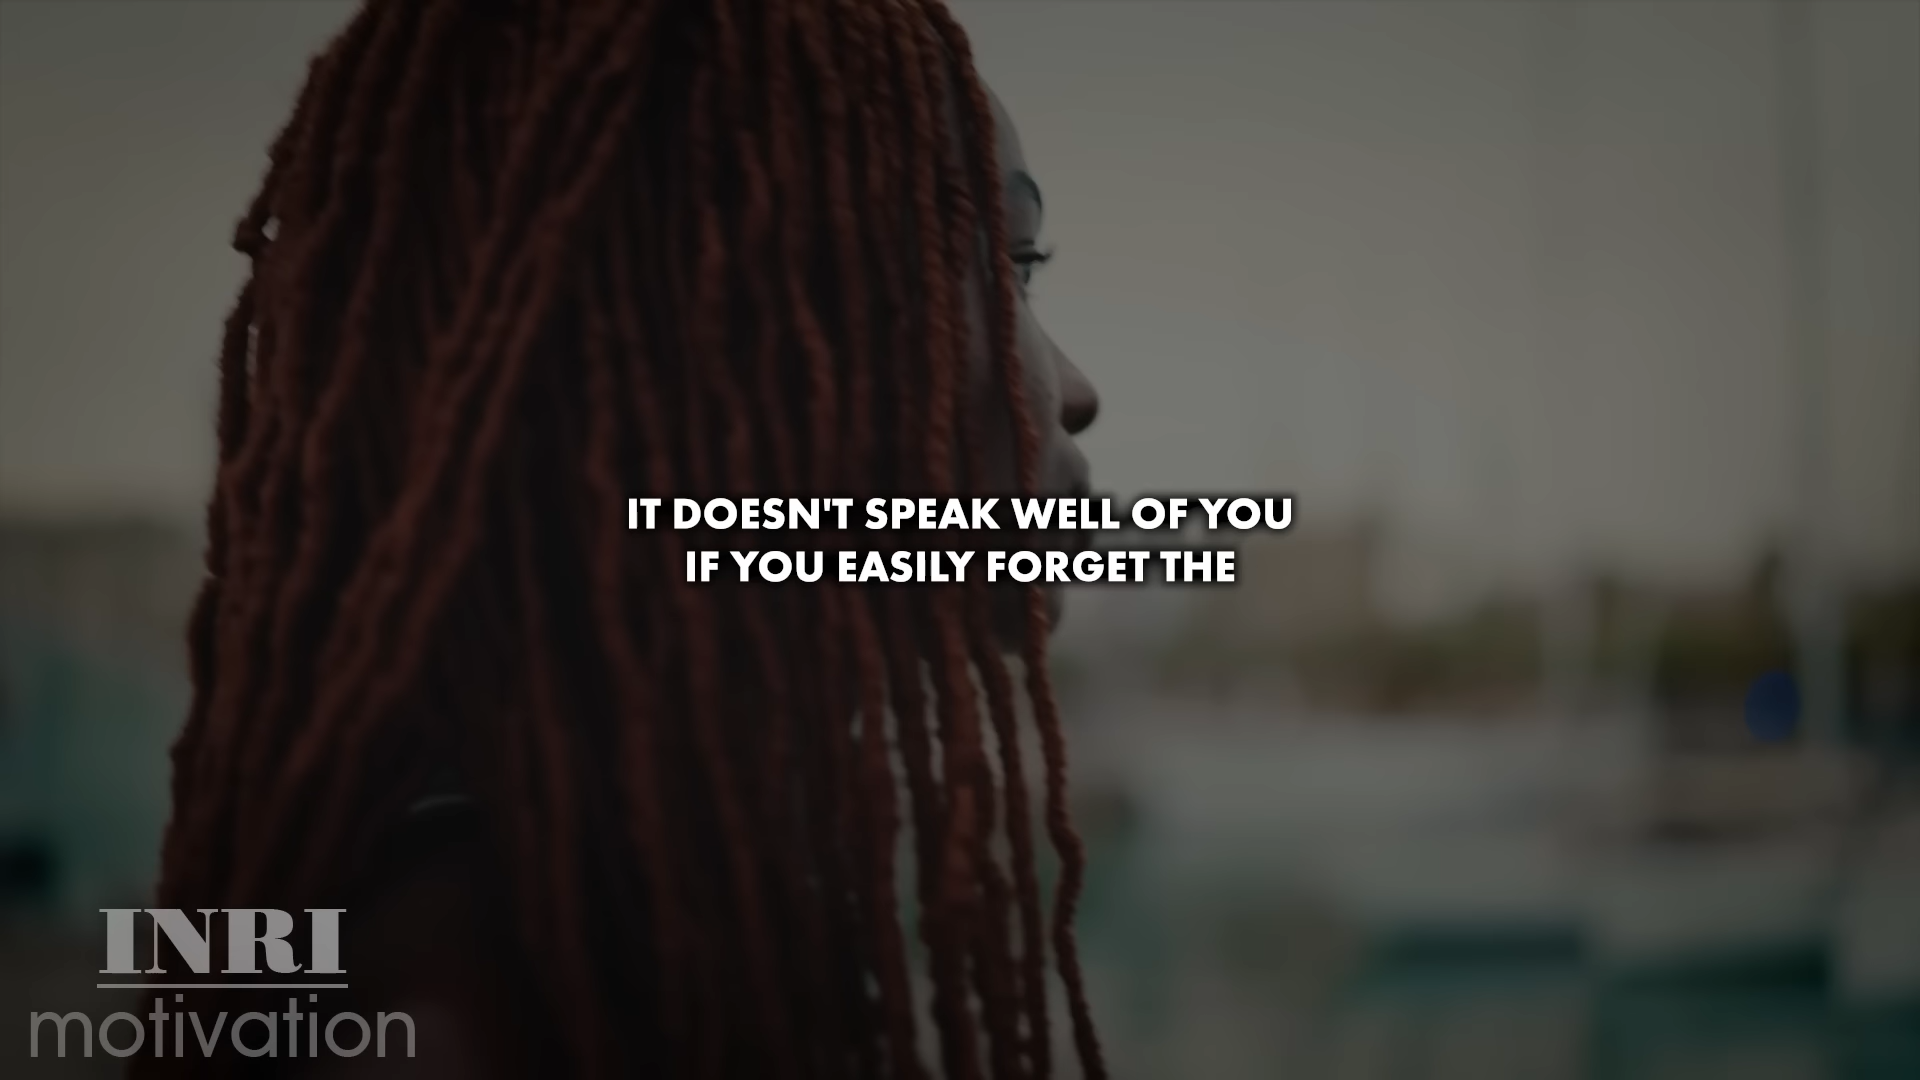 IT DOESN'T SPEAK WELL OF YOU
IF YOU EASILY FORGET THE
INRI
motivation